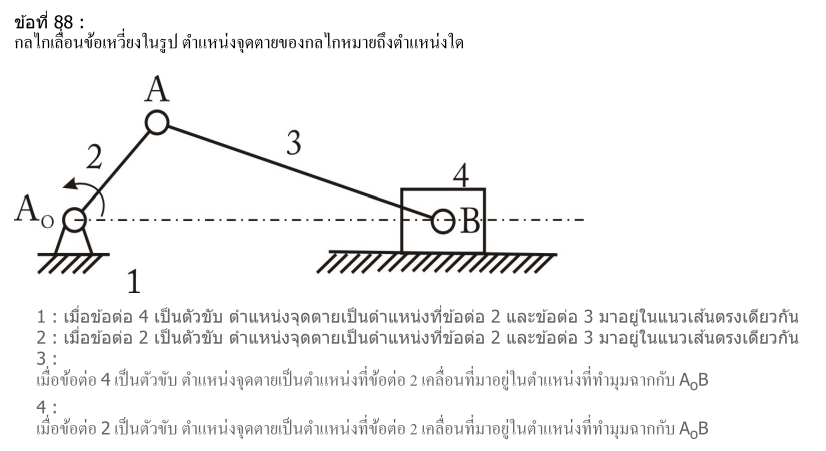 ข้อที่ 88 :
กลไกเลื่อนข้อเหวี่ยงในรูป ตำแหน่งจุดตายของกลไกหมายถึงตำแหน่งใด
A
2
3
4
A₀
B
1
1 : เมื่อข้อต่อ 4 เป็นตัวขับ ตำแหน่งจุดตายเป็นตำแหน่งที่ข้อต่อ 2 และข้อต่อ 3 มาอยู่ในแนวเส้นตรงเดียวกัน
2 : เมื่อข้อต่อ 2 เป็นตัวขับ ตำแหน่งจุดตายเป็นตำแหน่งที่ข้อต่อ 2 และข้อต่อ 3 มาอยู่ในแนวเส้นตรงเดียวกัน
3 :
เมื่อข้อต่อ 4 เป็นตัวขับ ตำแหน่งจุดตายเป็นตำแหน่งที่ข้อต่อ 2 เคลื่อนที่มาอยู่ในตำแหน่งที่ทำมุมฉากกับ A₀B
4 :
เมื่อข้อต่อ 2 เป็นตัวขับ ตำแหน่งจุดตายเป็นตำแหน่งที่ข้อต่อ 2 เคลื่อนที่มาอยู่ในตำแหน่งที่ทำมุมฉากกับ A₀B